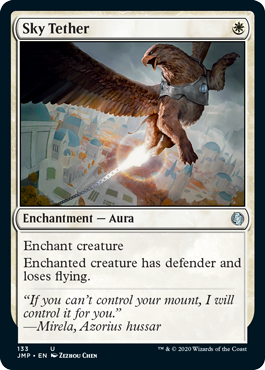 Sky Tether
Enchantment — Aura
Enchant creature
Enchanted creature has defender and
loses flying.
“If you can’t control your mount, I will
control it for you.”
—Mirela, Azorius hussar
133 U
JMP • EN Zezhou Chen
™ & © 2020 Wizards of the Coast